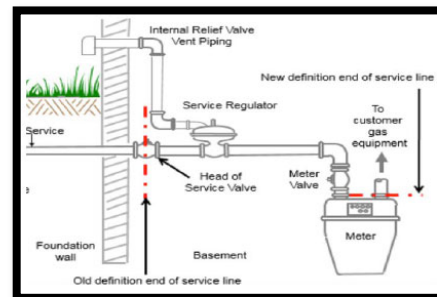 Internal Relief Valve
Vent Piping
New definition end of service line
Service Regulator
To
customer
gas
equipment
Service
Head of
Service Valve
Meter
Valve
Meter
Foundation
wall
Basement
Old definition end of service line